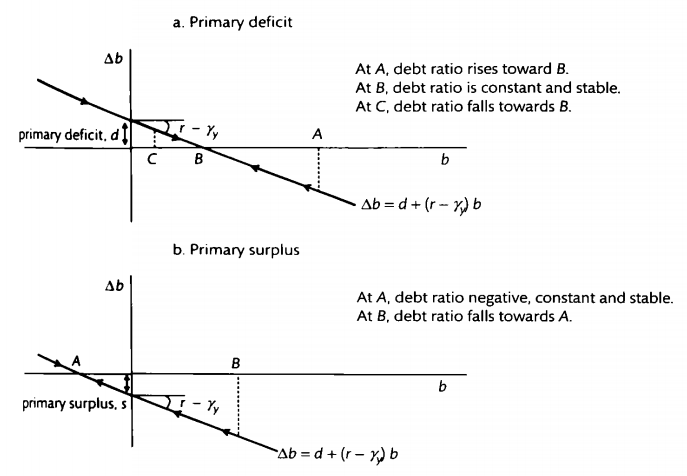 a. Primary deficit
Δb
At A, debt ratio rises toward B.
At B, debt ratio is constant and stable.
At C, debt ratio falls towards B.
r − γy
primary deficit, d
A
C
B
b
Δb = d + (r − γy) b
b. Primary surplus
Δb
At A, debt ratio negative, constant and stable.
At B, debt ratio falls towards A.
A
B
b
primary surplus, s
r − γy
Δb = d + (r − γy) b